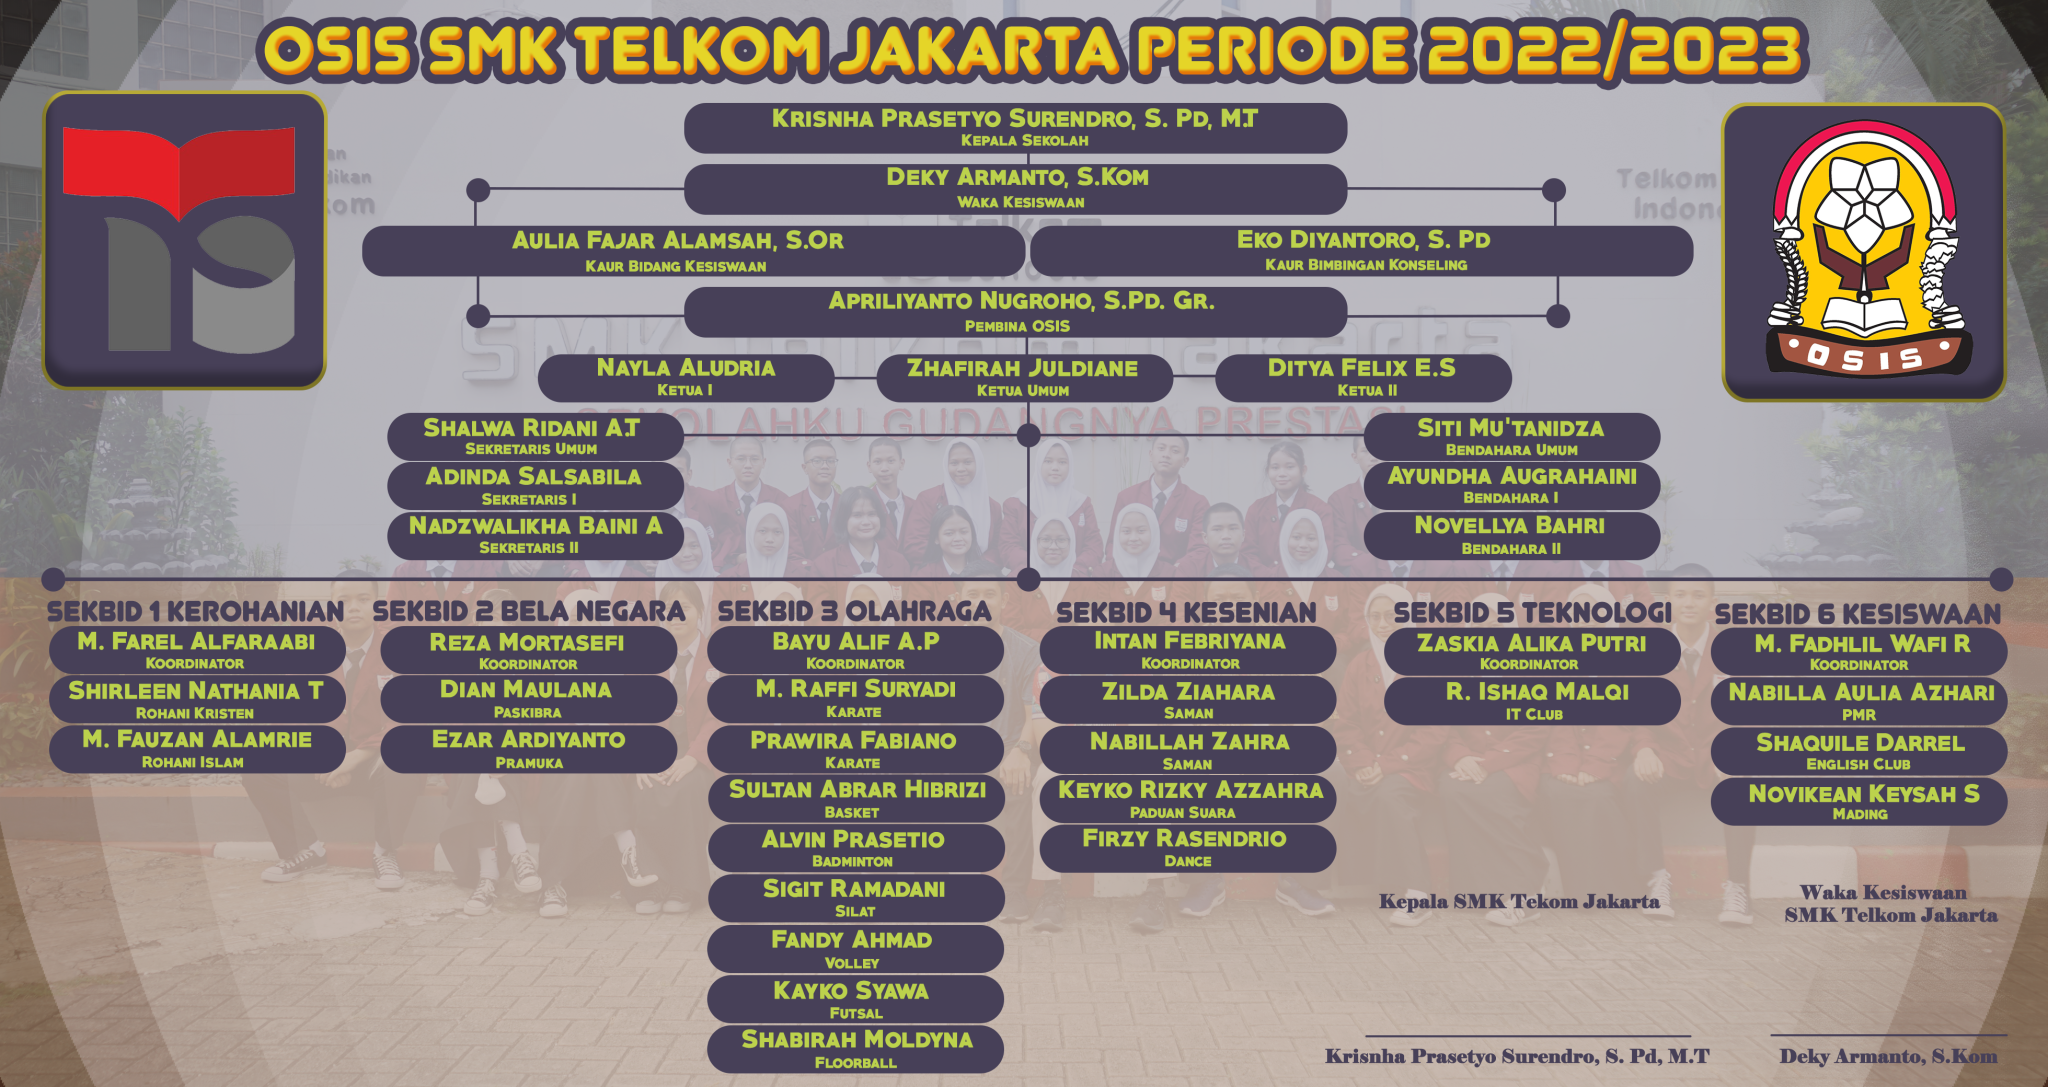 OSIS SMK TELKOM JAKARTA PERIODE 2022/2023
Krisnha Prasetyo Surendro, S. Pd, M.T
Kepala Sekolah
Deky Armanto, S.Kom
Waka Kesiswaan
Aulia Fajar Alamsah, S.Or
Kaur Bidang Kesiswaan
Eko Diyantoro, S. Pd
Kaur Bimbingan Konseling
Apriliyanto Nugroho, S.Pd. Gr.
Pembina OSIS
Nayla Aludria
Ketua I
Zhafirah Juldiane
Ketua Umum
Ditya Felix E.S
Ketua II
Shalwa Ridani A.T
Sekretaris Umum
Adinda Salsabila
Sekretaris I
Nadzwalikha Baini A
Sekretaris II
Siti Mu'tanidza
Bendahara Umum
Ayundha Augrahaini
Bendahara I
Novellya Bahri
Bendahara II
SEKBID 1 KEROHANIAN
M. Farel Alfaraabi
Koordinator
Shirleen Nathania T
Rohani Kristen
M. Fauzan Alamrie
Rohani Islam
SEKBID 2 BELA NEGARA
Reza Mortasefi
Koordinator
Dian Maulana
Paskibra
Ezar Ardiyanto
Pramuka
SEKBID 3 OLAHRAGA
Bayu Alif A.P
Koordinator
M. Raffi Suryadi
Karate
Prawira Fabiano
Karate
Sultan Abrar Hibrizi
Basket
Alvin Prasetio
Badminton
Sigit Ramadani
Silat
Fandy Ahmad
Volley
Kayko Syawa
Futsal
Shabirah Moldyna
Floorball
SEKBID 4 KESENIAN
Intan Febriyana
Koordinator
Zilda Ziahara
Saman
Nabillah Zahra
Saman
Keyko Rizky Azzahra
Paduan Suara
Firzy Rasendrio
Dance
SEKBID 5 TEKNOLOGI
Zaskia Alika Putri
Koordinator
R. Ishaq Malqi
IT Club
SEKBID 6 KESISWAAN
M. Fadhlil Wafi R
Koordinator
Nabilla Aulia Azhari
PMR
Shaquile Darrel
English Club
Novikean Keysah S
Mading
Kepala SMK Tekom Jakarta
Krisnha Prasetyo Surendro, S. Pd, M.T
Waka Kesiswaan
SMK Telkom Jakarta
Deky Armanto, S.Kom
OSIS
Telkom
SMK Telkom Jakarta
SEKOLAHKU GUDANGNYA PRESTASI